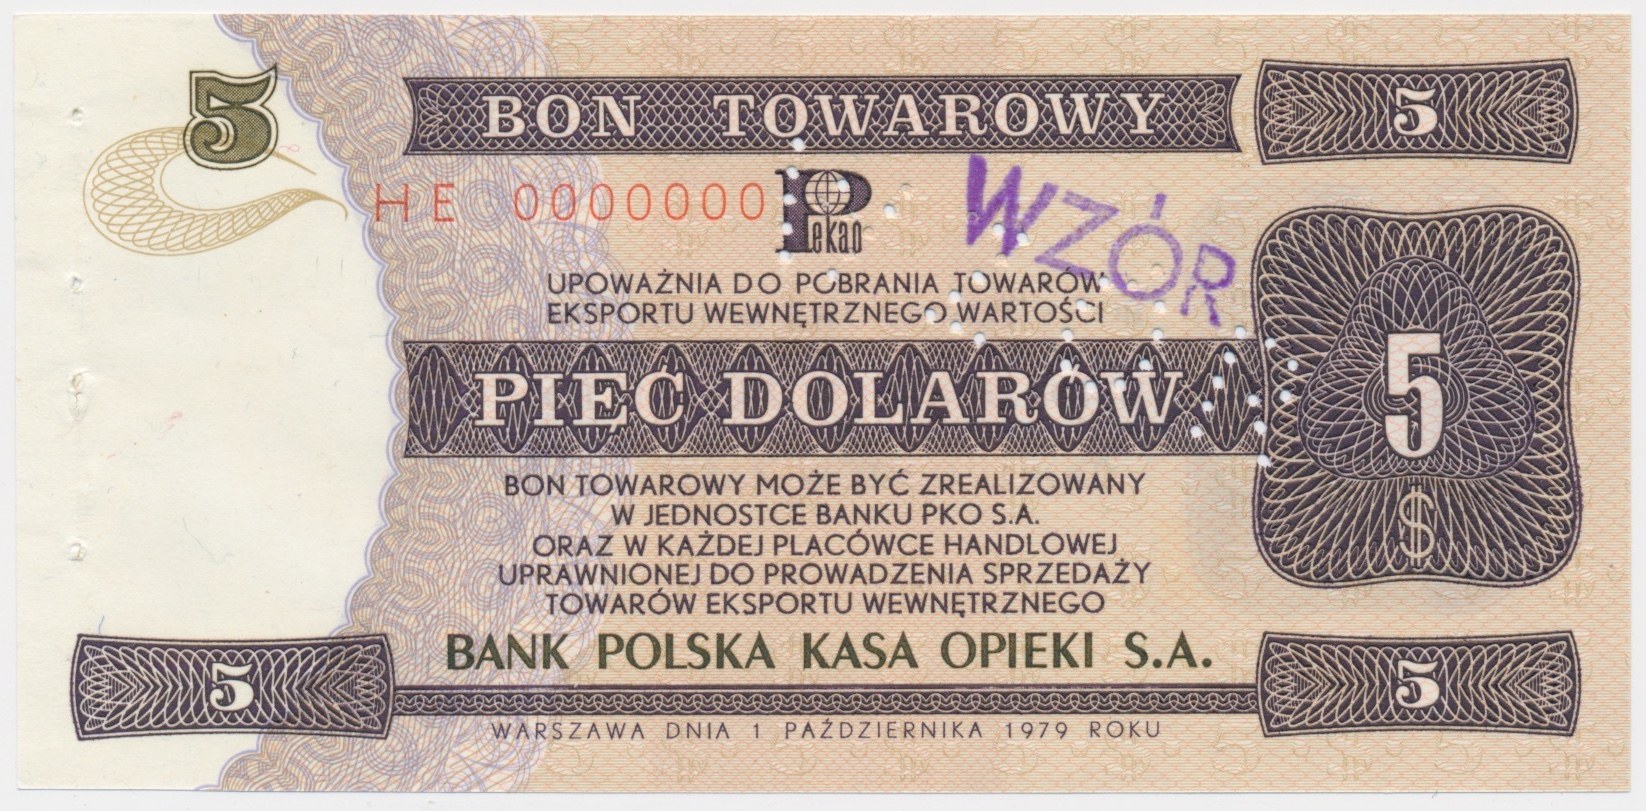 5
BON TOWAROWY
5
HE 0000000
Pekao
WZÓR
UPOWAŻNIA DO POBRANIA TOWARÓW
EKSPORTU WEWNĘTRZNEGO WARTOŚCI
PIĘĆ DOLARÓW
5
$
BON TOWAROWY MOŻE BYĆ ZREALIZOWANY
W JEDNOSTCE BANKU PKO S.A.
ORAZ W KAŻDEJ PLACÓWCE HANDLOWEJ
UPRAWNIONEJ DO PROWADZENIA SPRZEDAŻY
TOWARÓW EKSPORTU WEWNĘTRZNEGO
BANK POLSKA KASA OPIEKI S.A.
5
5
WARSZAWA DNIA 1 PAŹDZIERNIKA 1979 ROKU